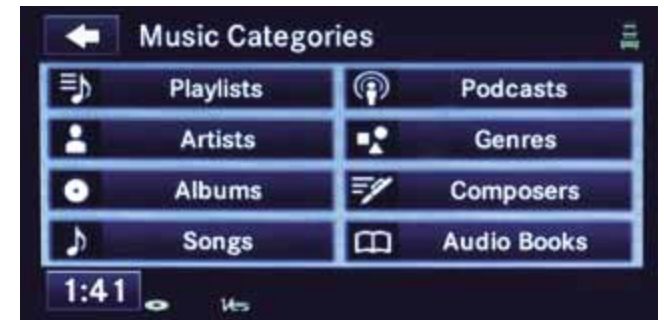 Music Categories
Playlists
Podcasts
Artists
Genres
Albums
Composers
Songs
Audio Books
1:41